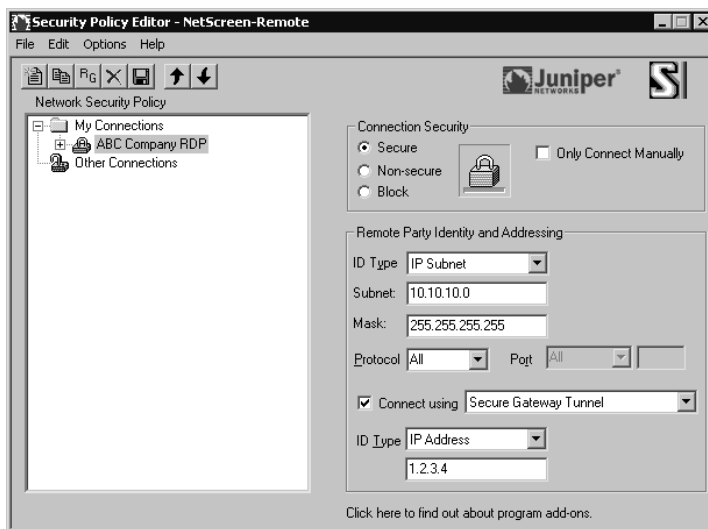 Security Policy Editor - NetScreen-Remote
File Edit Options Help
RG
Juniper
NETWORKS
S
Network Security Policy
My Connections
ABC Company RDP
Other Connections
Connection Security
Secure
Non-secure
Block
Only Connect Manually
Remote Party Identity and Addressing
ID Type IP Subnet
Subnet: 10.10.10.0
Mask: 255.255.255.255
Protocol All Port All
Connect using Secure Gateway Tunnel
ID Type IP Address
1.2.3.4
Click here to find out about program add-ons.